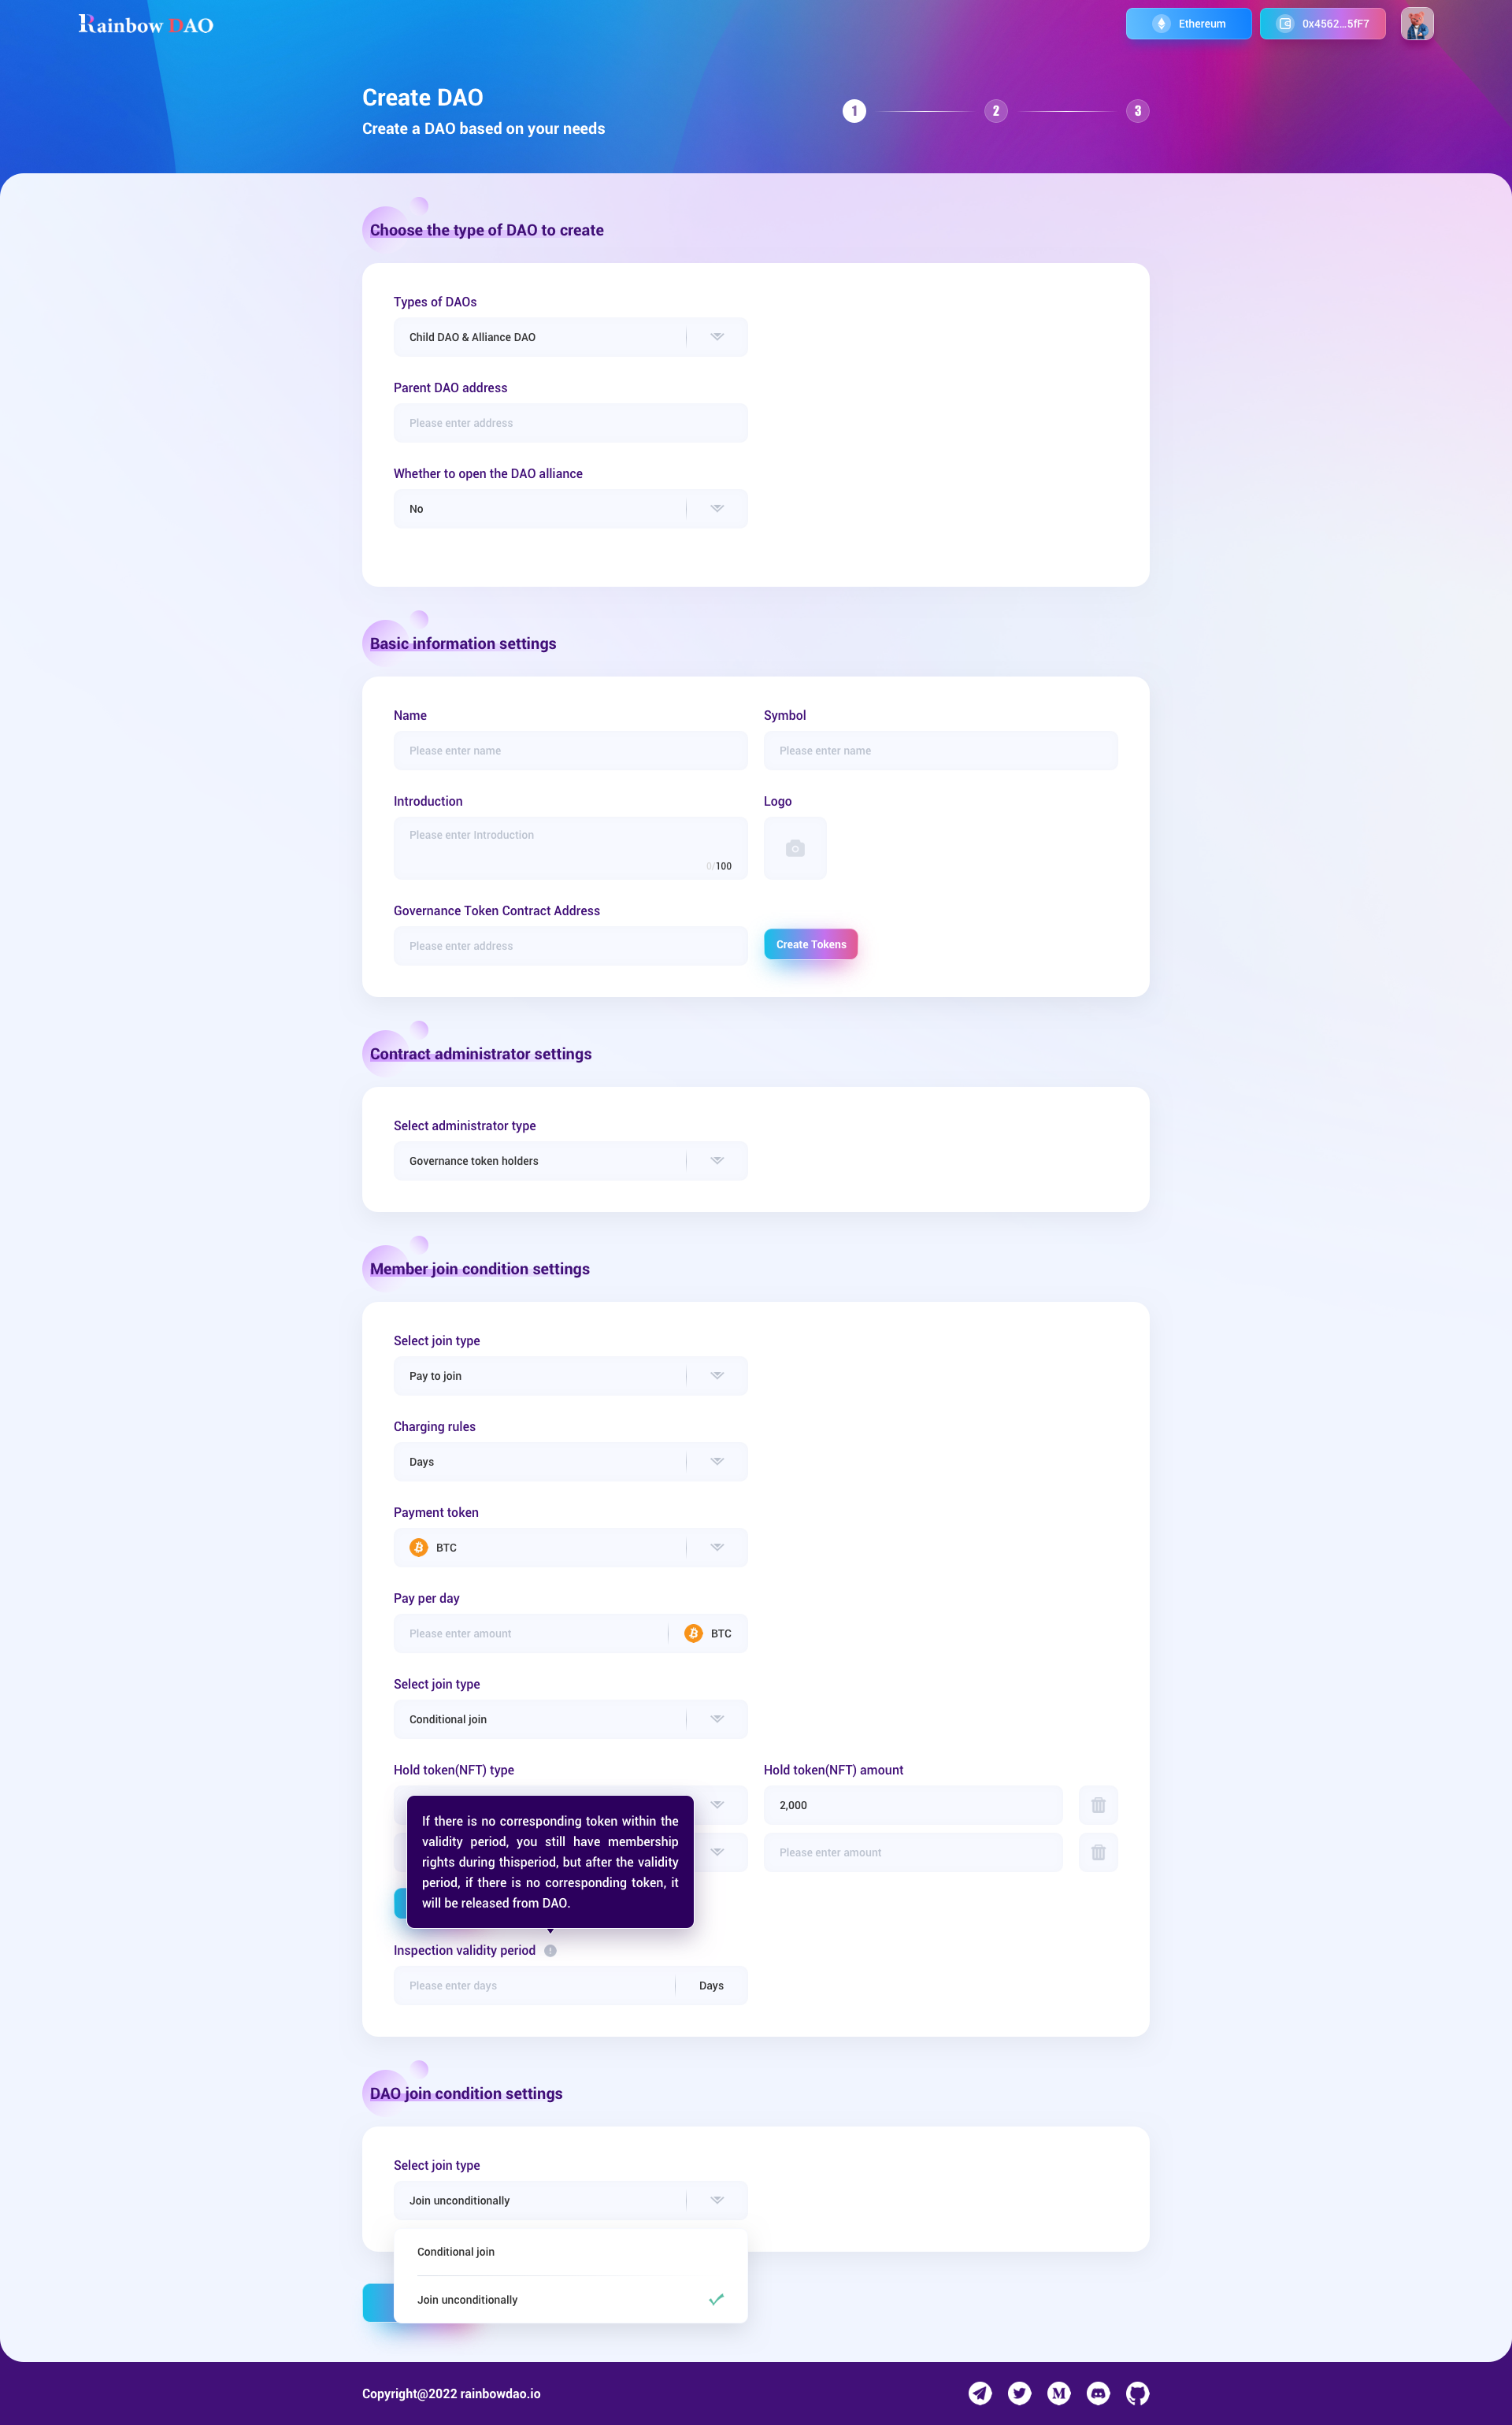 Rainbow DAO
Ethereum
0x4562...5fF7
Create DAO
Create a DAO based on your needs
1
2
3
Choose the type of DAO to create
Types of DAOs
Child DAO & Alliance DAO
Parent DAO address
Please enter address
Whether to open the DAO alliance
No
Basic information settings
Name
Symbol
Please enter name
Please enter name
Introduction
Logo
Please enter Introduction
0/100
Governance Token Contract Address
Please enter address
Create Tokens
Contract administrator settings
Select administrator type
Governance token holders
Member join condition settings
Select join type
Pay to join
Charging rules
Days
Payment token
BTC
Pay per day
Please enter amount
BTC
Select join type
Conditional join
Hold token(NFT) type
Hold token(NFT) amount
2,000
Please enter amount
If there is no corresponding token within the
validity period, you still have membership
rights during thisperiod, but after the validity
period, if there is no corresponding token, it
will be released from DAO.
Inspection validity period
Please enter days
Days
DAO join condition settings
Select join type
Join unconditionally
Conditional join
Join unconditionally
Copyright@2022 rainbowdao.io